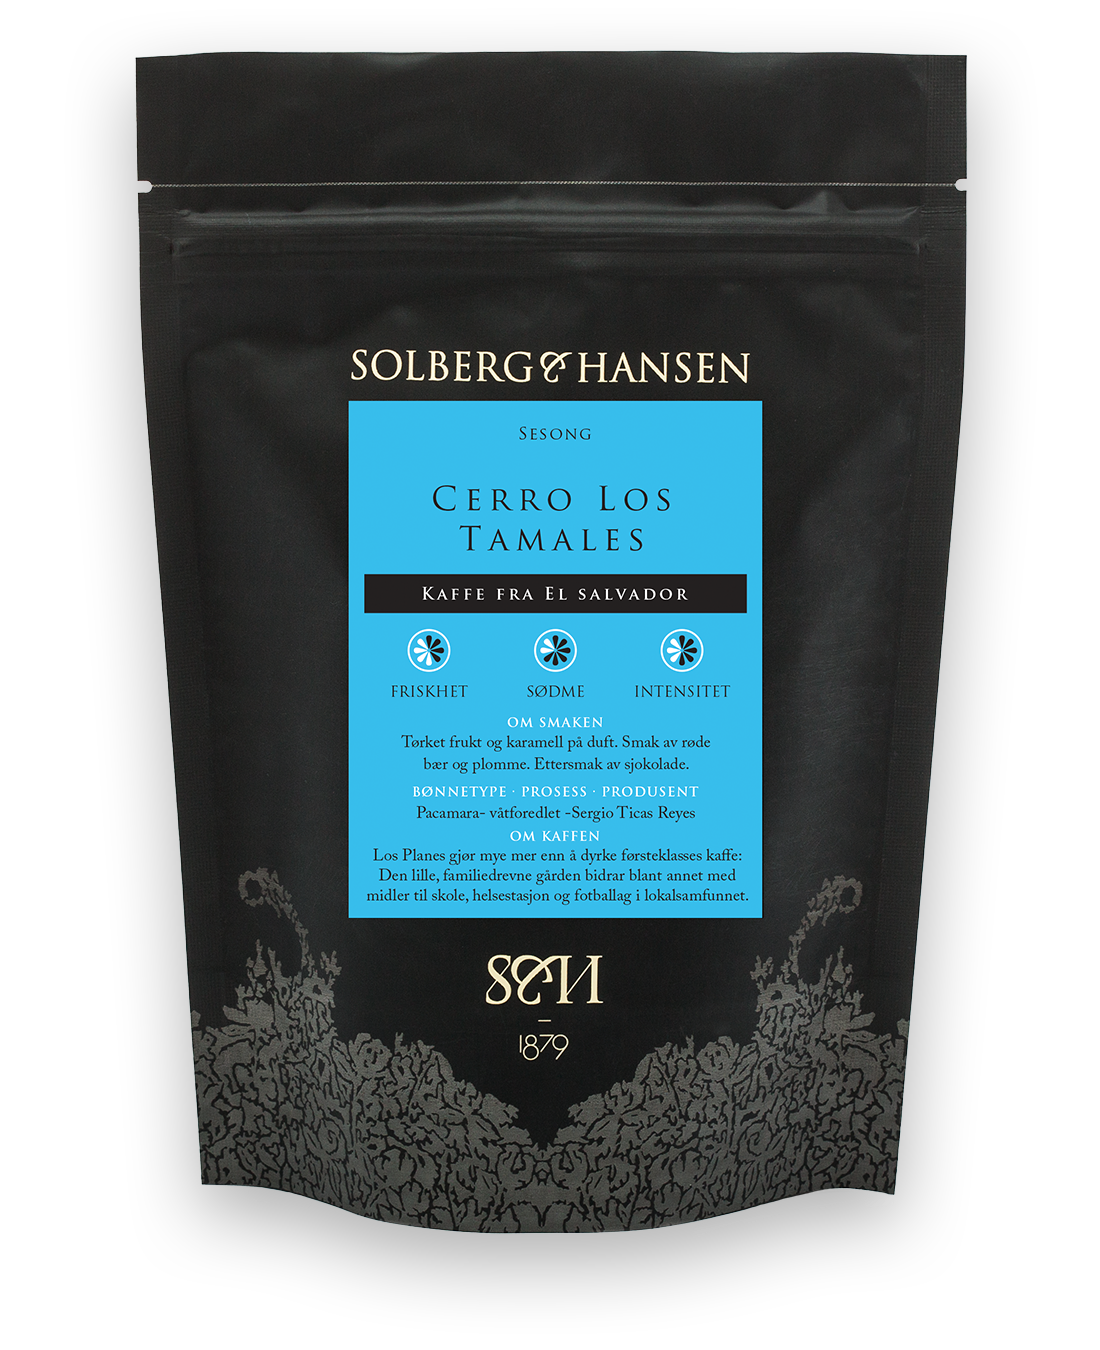 SOLBERG & HANSEN
SESONG
CERRO LOS
TAMALES
KAFFE FRA EL SALVADOR
FRISKHET SØDME INTENSITET
OM SMAKEN
Tørket frukt og karamell på duft. Smak av røde
bær og plomme. Ettersmak av sjokolade.
BØNNETYPE · PROSESS · PRODUSENT
Pacamara- våtforedlet -Sergio Ticas Reyes
OM KAFFEN
Los Planes gjør mye mer enn å dyrke førsteklasses kaffe:
Den lille, familiedrevne gården bidrar blant annet med
midler til skole, helsestasjon og fotballag i lokalsamfunnet.
S&H
1879